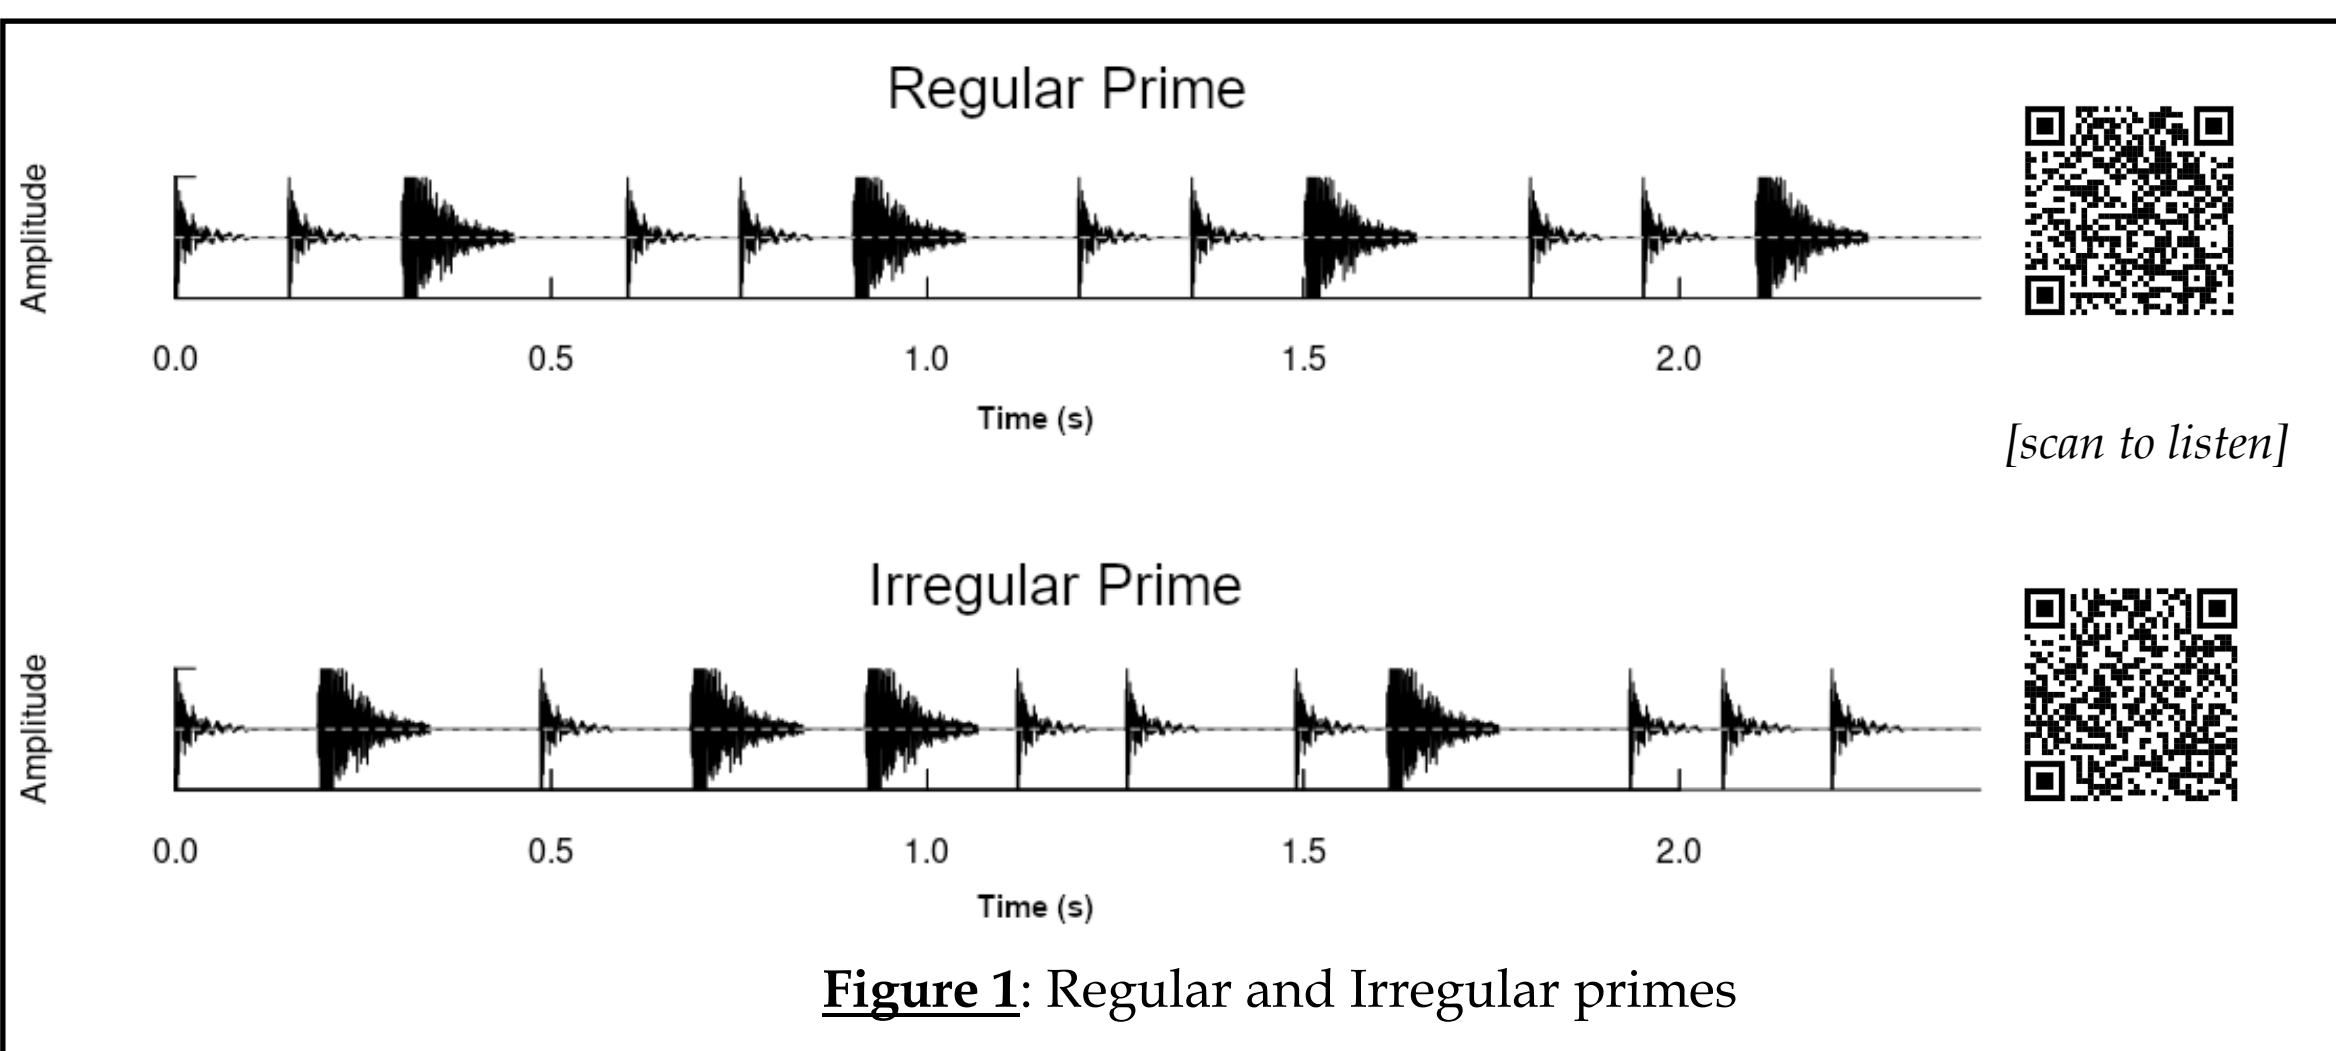 Regular Prime
Amplitude
0.0 0.5 1.0 1.5 2.0
Time (s)
[scan to listen]
Irregular Prime
Amplitude
0.0 0.5 1.0 1.5 2.0
Time (s)
Figure 1: Regular and Irregular primes